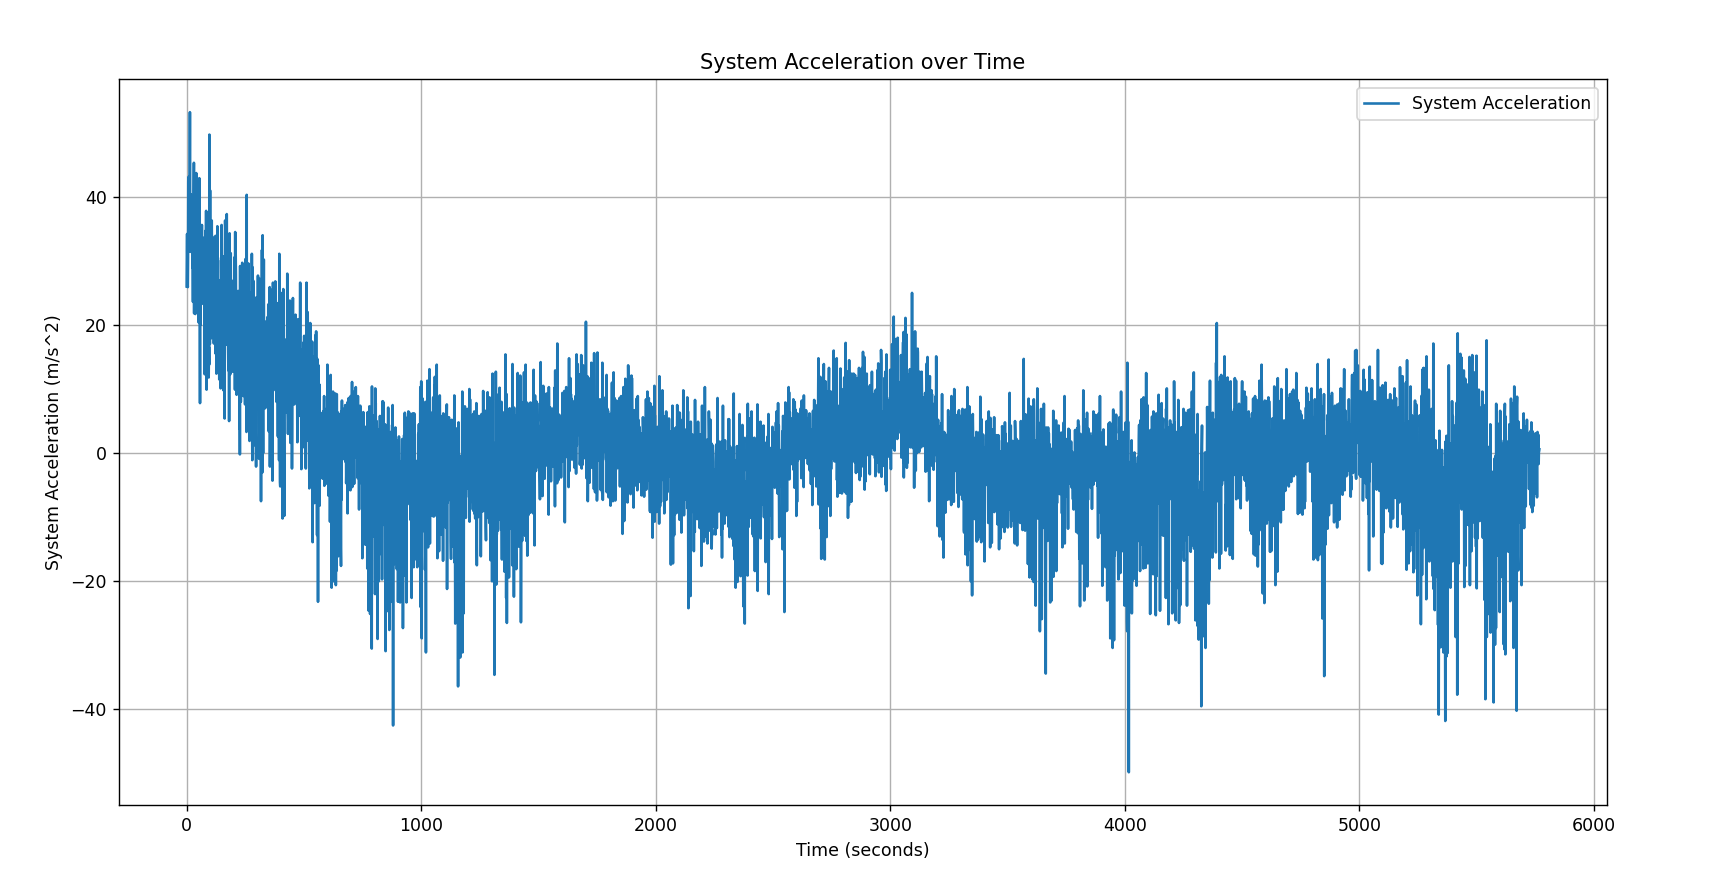 System Acceleration over Time
System Acceleration
System Acceleration (m/s^2)
40
20
0
−20
−40
0 1000 2000 3000 4000 5000 6000
Time (seconds)